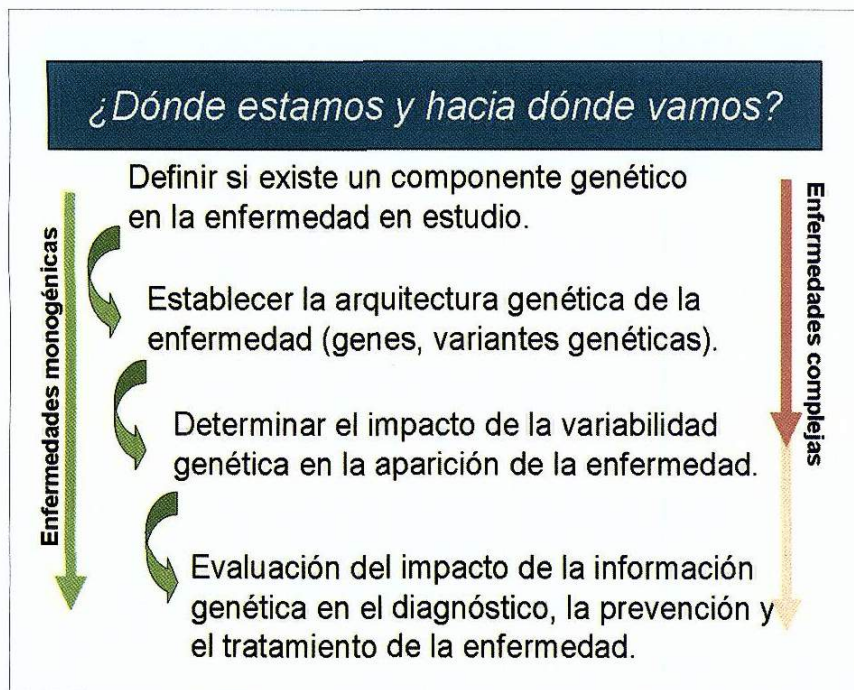 ¿Dónde estamos y hacia dónde vamos?
Definir si existe un componente genético
en la enfermedad en estudio.
Establecer la arquitectura genética de la
enfermedad (genes, variantes genéticas).
Determinar el impacto de la variabilidad
genética en la aparición de la enfermedad.
Evaluación del impacto de la información
genética en el diagnóstico, la prevención y
el tratamiento de la enfermedad.
Enfermedades monogénicas
Enfermedades complejas